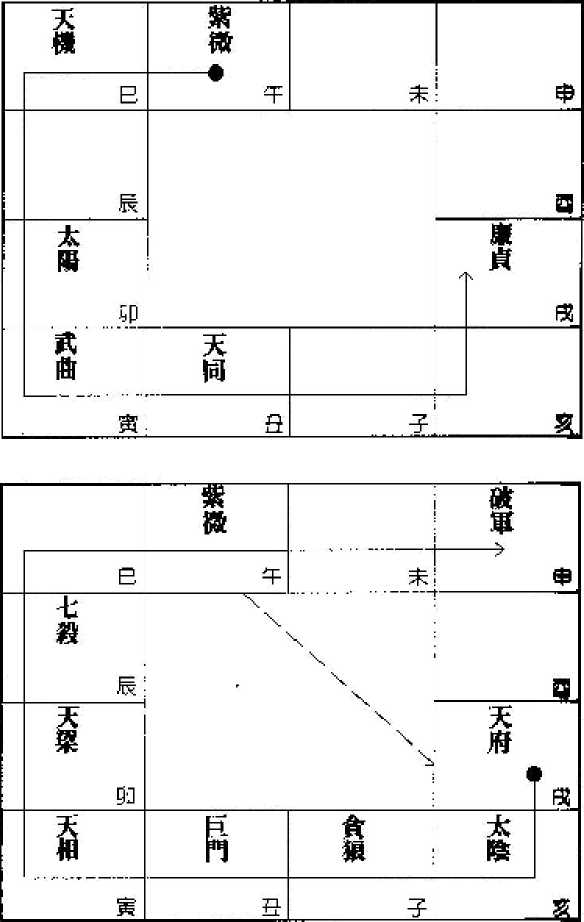 天機
紫微
巳
午
未
申
辰
酉
太陽
廉貞
卯
戌
武曲
天同
寅
丑
子
亥
紫微
破軍
巳
午
未
申
七殺
辰
酉
天梁
天府
卯
戌
天相
巨門
貪狼
太陰
寅
丑
子
亥